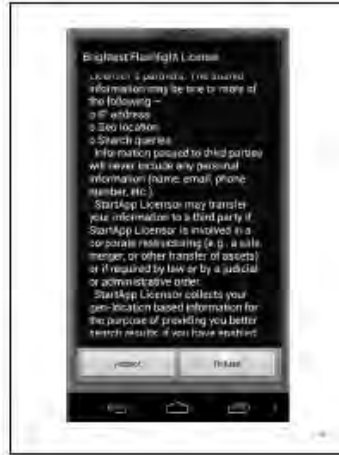 Brightest Flashlight License
Licensor's partners. The shared
information may be one or more of
the following –
o IP address
o Geo location
o Search queries
Information passed to third parties
will never include any personal
information (name, email, phone
number, etc.).
StartApp Licensor may transfer
your information to a third party if
StartApp Licensor is involved in a
corporate restructuring (e.g., a sale,
merger, or other transfer of assets)
or if required by law or by a judicial
or administrative order.
StartApp Licensor collects your
geo-location based information for
the purpose of providing you better
search results, if you have enabled
Accept Refuse